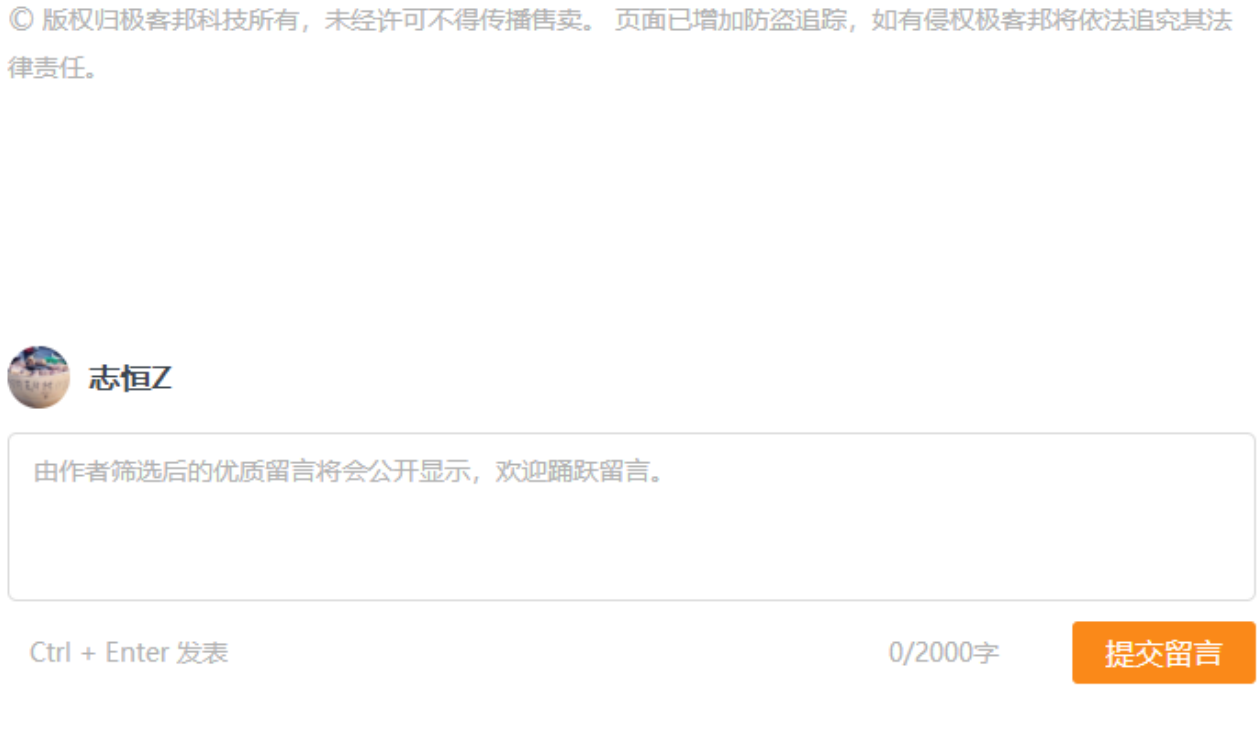 © 版权归极客邦科技所有，未经许可不得传播售卖。 页面已增加防盗追踪，如有侵权极客邦将依法追究其法
律责任。
志恒Z
由作者筛选后的优质留言将会公开显示，欢迎踊跃留言。
Ctrl + Enter 发表
0/2000字
提交留言